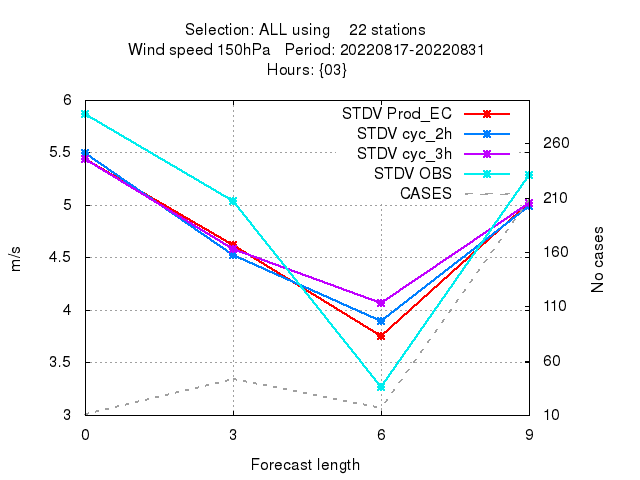 Selection: ALL using    22 stations
Wind speed 150hPa   Period: 20220817-20220831
Hours: {03}
6
5.5
5
4.5
4
3.5
3
m/s
STDV Prod_EC
STDV cyc_2h
STDV cyc_3h
STDV OBS
CASES
260
210
160
110
60
10
No cases
0 3 6 9
Forecast length